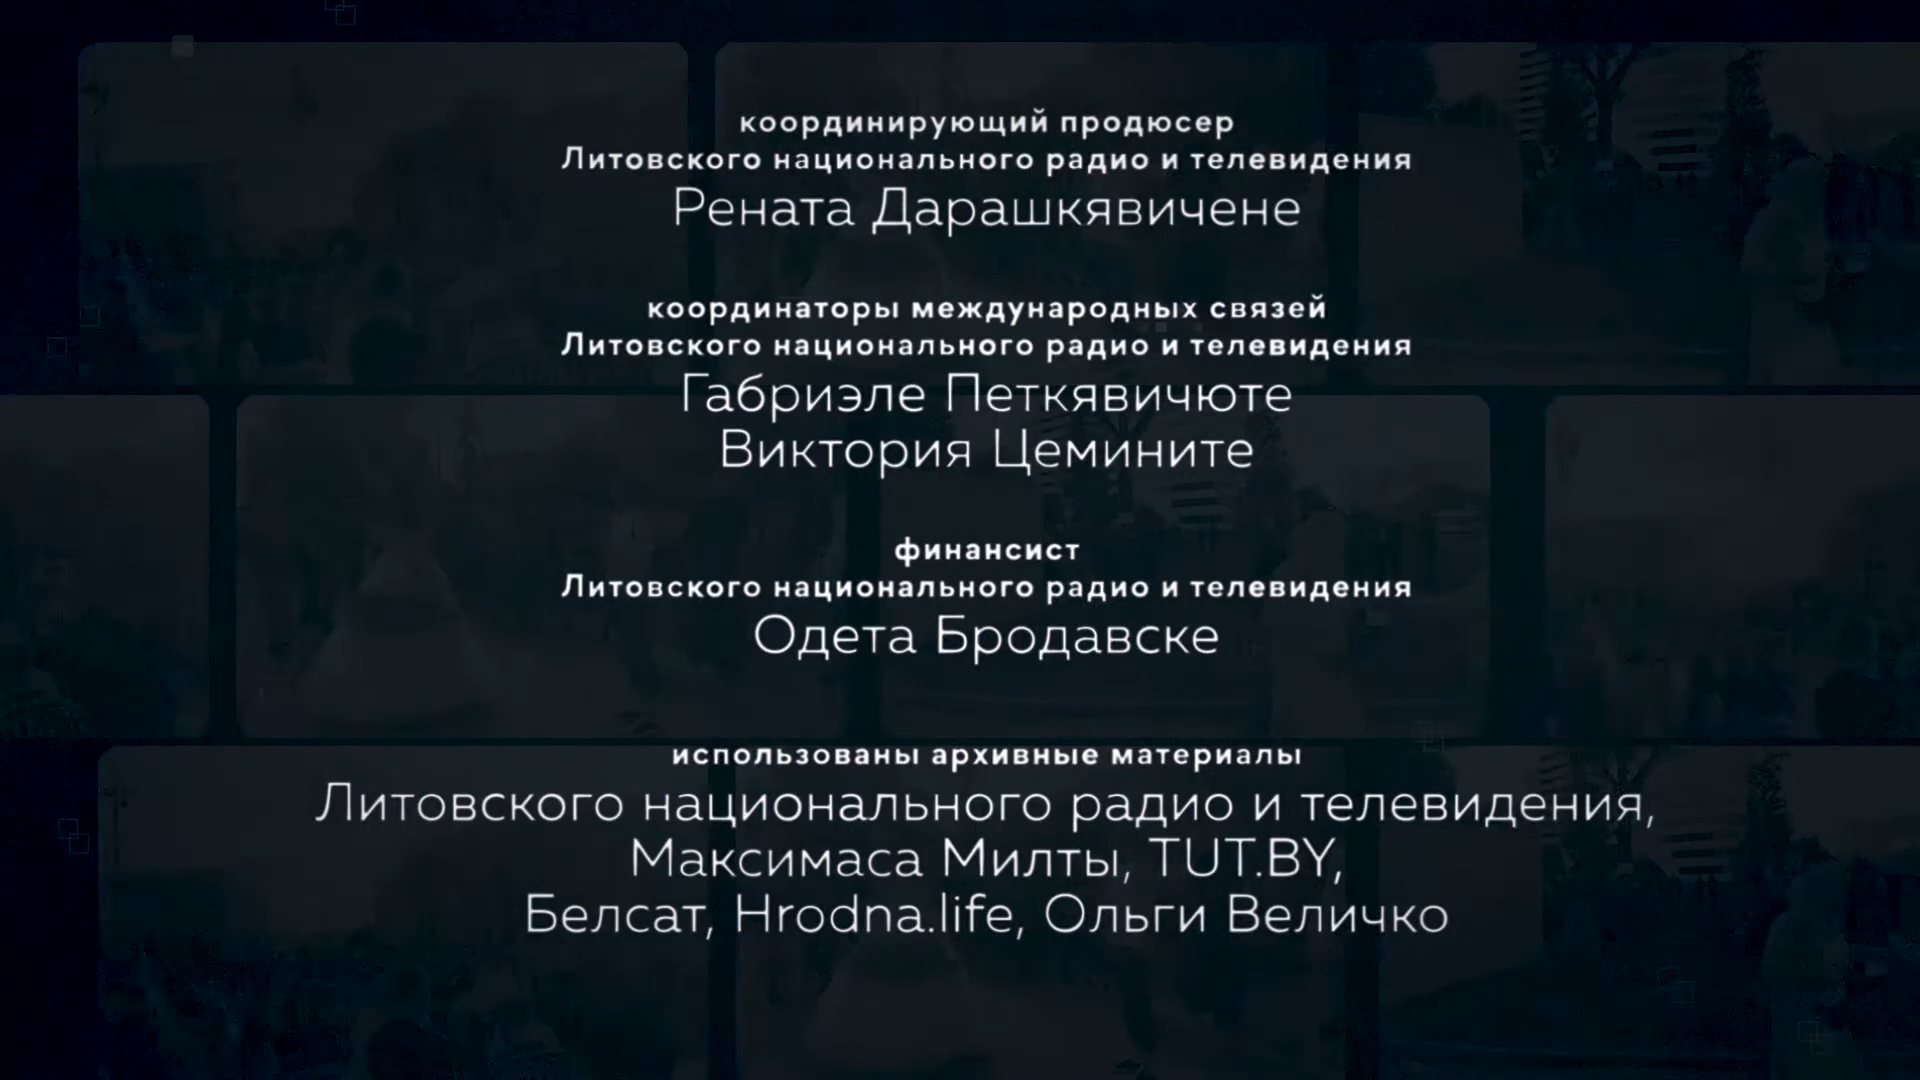 координирующий продюсер
Литовского национального радио и телевидения
Рената Дарашкявичене
координаторы международных связей
Литовского национального радио и телевидения
Габриэле Петкявичюте
Виктория Цемините
финансист
Литовского национального радио и телевидения
Одета Бродавске
использованы архивные материалы
Литовского национального радио и телевидения,
Максимаса Милты, TUT.BY,
Белсат, Hrodna.life, Ольги Величко